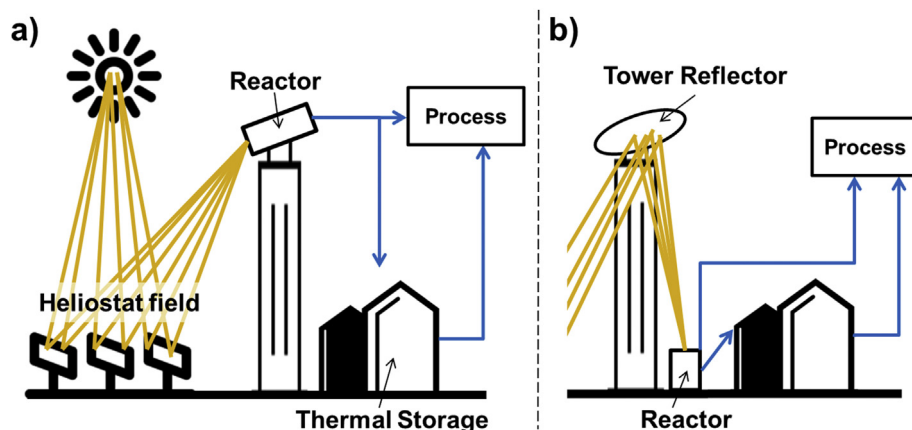 a)
Reactor
Process
Heliostat field
Thermal Storage
b)
Tower Reflector
Process
Reactor